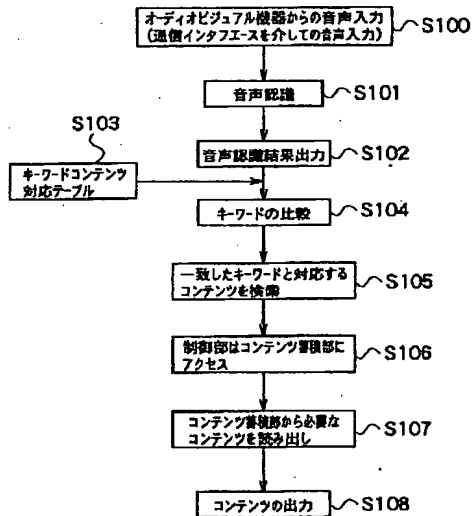 オーディオビジュアル機器からの音声入力
(通信インタフエースを介しての音声入力)
S100
音声認識
S101
S103
音声認識結果出力
S102
キーワードコンテンツ
対応テーブル
キーワードの比較
S104
一致したキーワードと対応する
コンテンツを検索
S105
制御部はコンテンツ蓄積部に
アクセス
S106
コンテンツ蓄積部から必要な
コンテンツを読み出し
S107
コンテンツの出力
S108